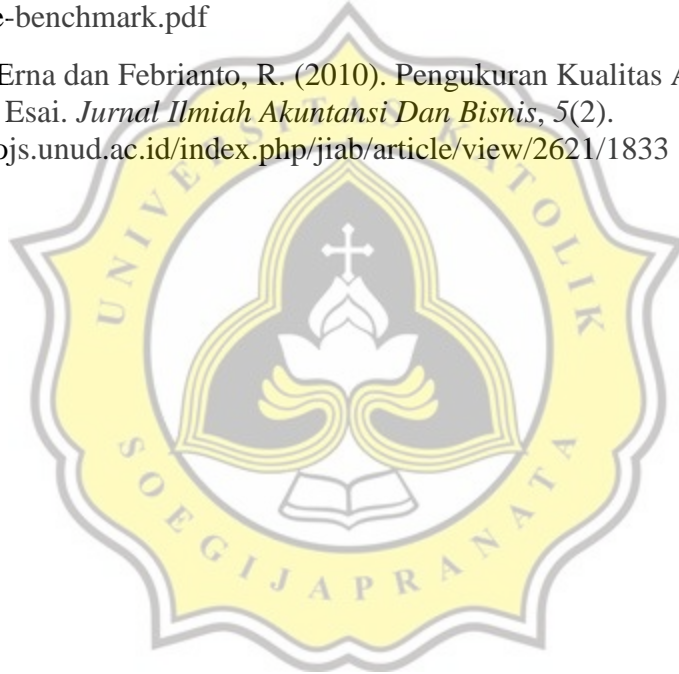 e-benchmark.pdf
Erna dan Febrianto, R. (2010). Pengukuran Kualitas A
Esai. Jurnal Ilmiah Akuntansi Dan Bisnis, 5(2).
ojs.unud.ac.id/index.php/jiab/article/view/2621/1833
UNIVERSITAS KATOLIK
SOEGIJAPRANATA